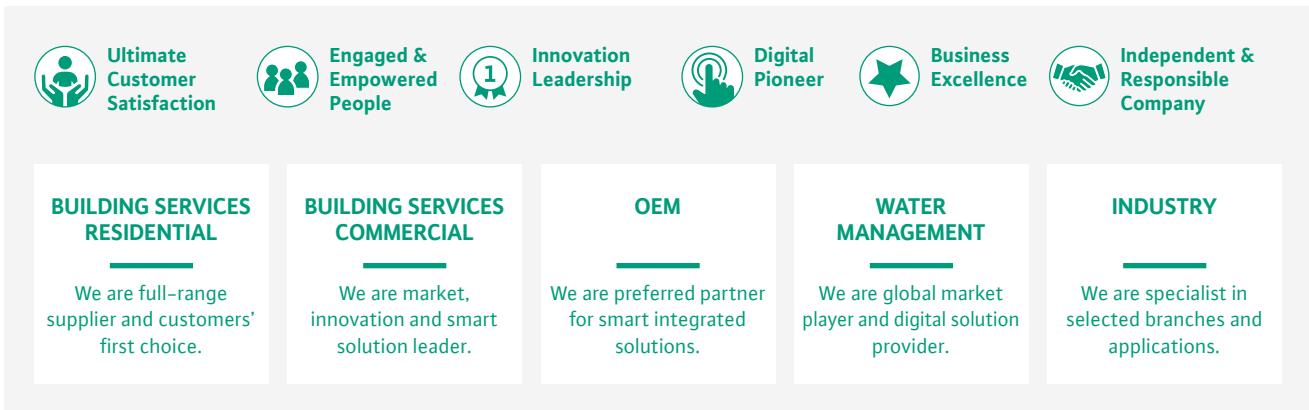 Ultimate
Customer
Satisfaction
Engaged &
Empowered
People
1
Innovation
Leadership
Digital
Pioneer
Business
Excellence
Independent &
Responsible
Company
BUILDING SERVICES
RESIDENTIAL
We are full-range
supplier and customers’
first choice.
BUILDING SERVICES
COMMERCIAL
We are market,
innovation and smart
solution leader.
OEM
We are preferred partner
for smart integrated
solutions.
WATER
MANAGEMENT
We are global market
player and digital solution
provider.
INDUSTRY
We are specialist in
selected branches and
applications.